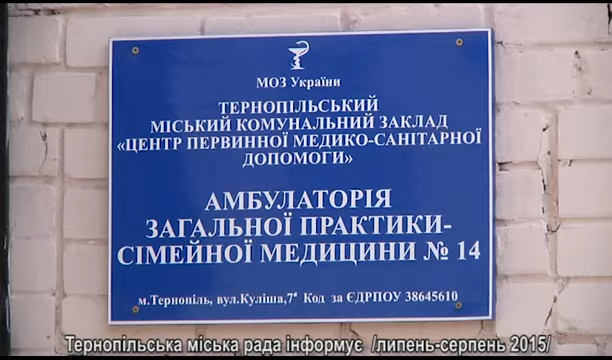 МОЗ України
ТЕРНОПІЛЬСЬКИЙ
МІСЬКИЙ КОМУНАЛЬНИЙ ЗАКЛАД
«ЦЕНТР ПЕРВИННОЇ МЕДИКО-САНІТАРНОЇ
ДОПОМОГИ»
АМБУЛАТОРІЯ
ЗАГАЛЬНОЇ ПРАКТИКИ-
СІМЕЙНОЇ МЕДИЦИНИ № 14
м.Тернопіль, вул.Куліша,7ª Код за ЄДРПОУ 38645610
Тернопільська міська рада інформує /липень-серпень 2015/